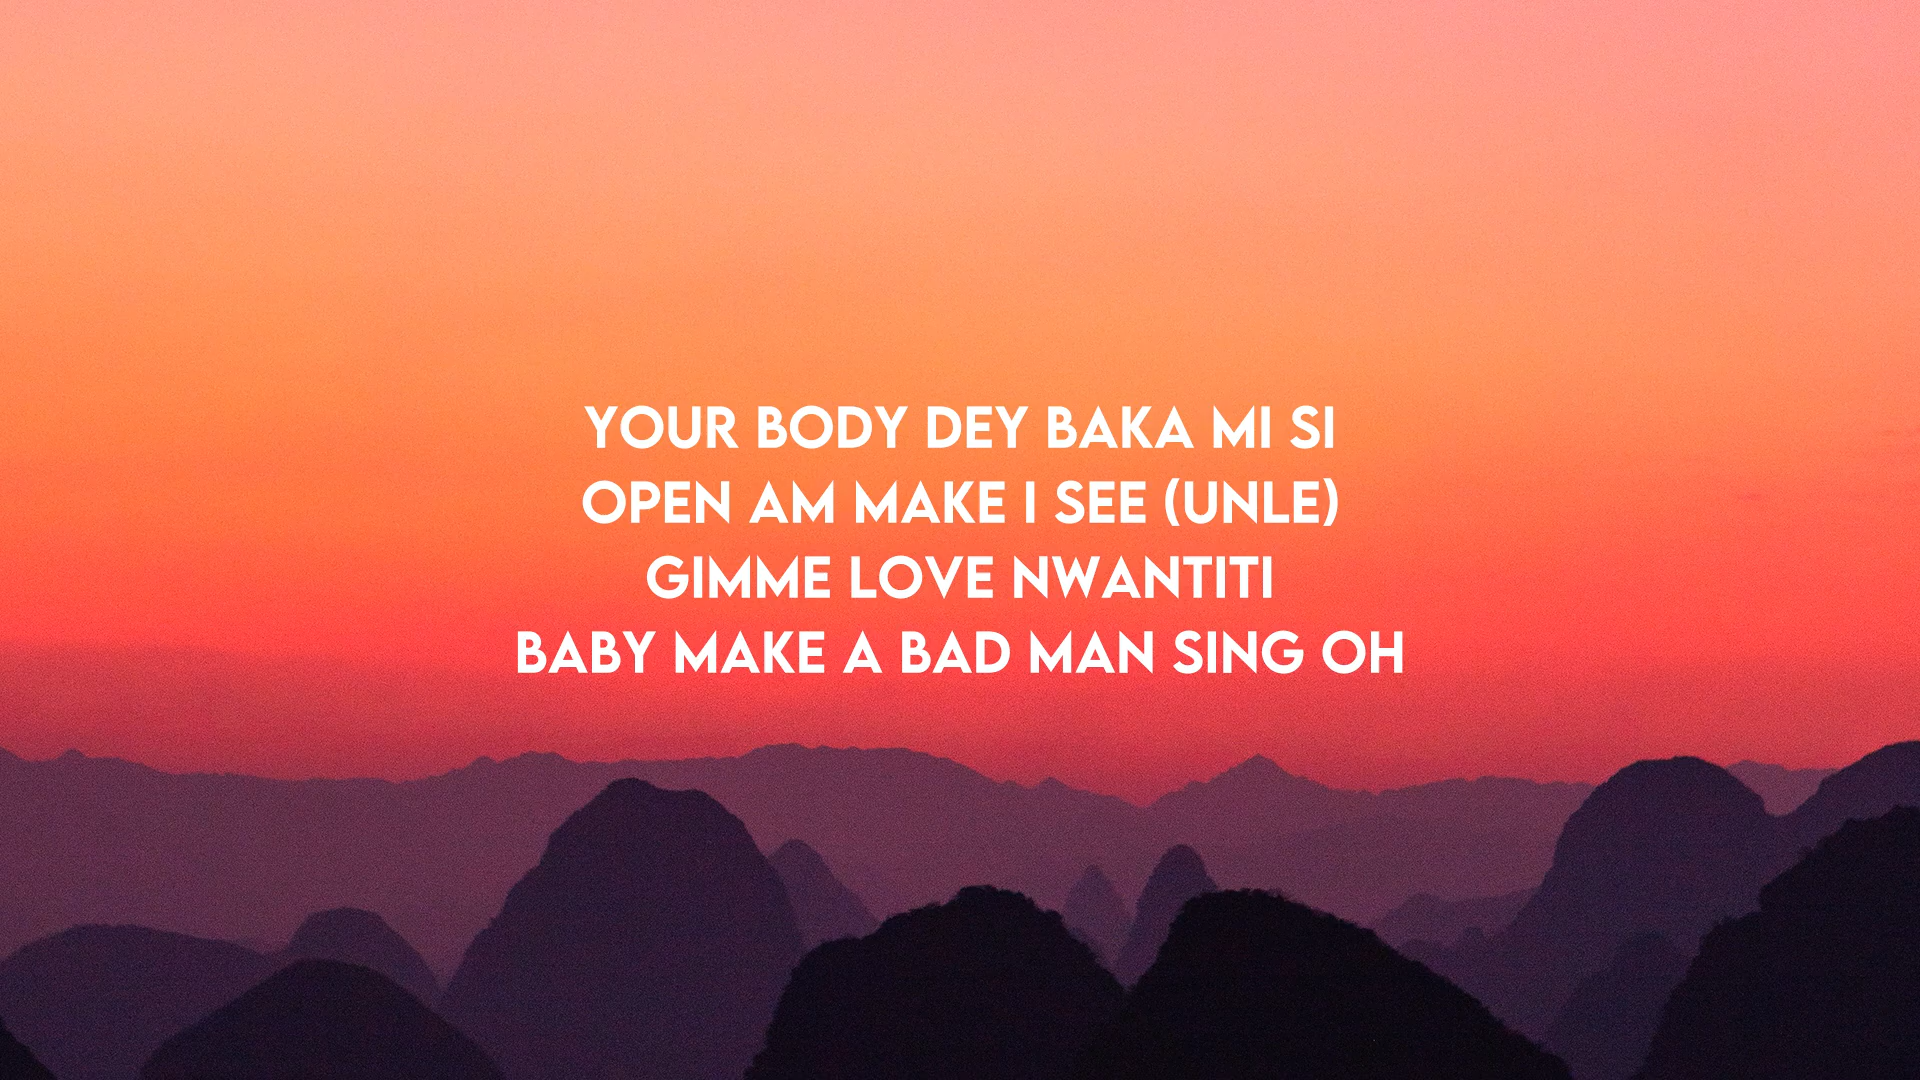 YOUR BODY DEY BAKA MI SI
OPEN AM MAKE I SEE (UNLE)
GIMME LOVE NWANTITI
BABY MAKE A BAD MAN SING OH